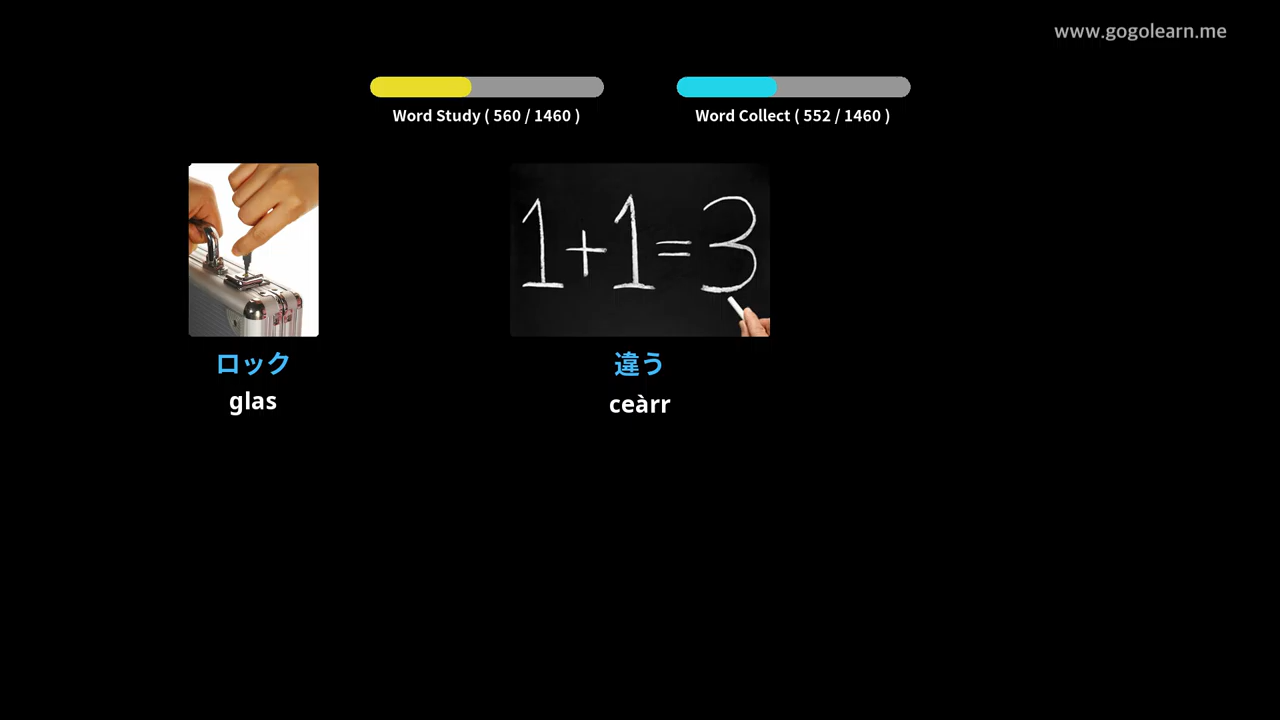 www.gogolearn.me
Word Study ( 560 / 1460 )
Word Collect ( 552 / 1460 )
1+1=3
ロック
glas
違う
ceàrr